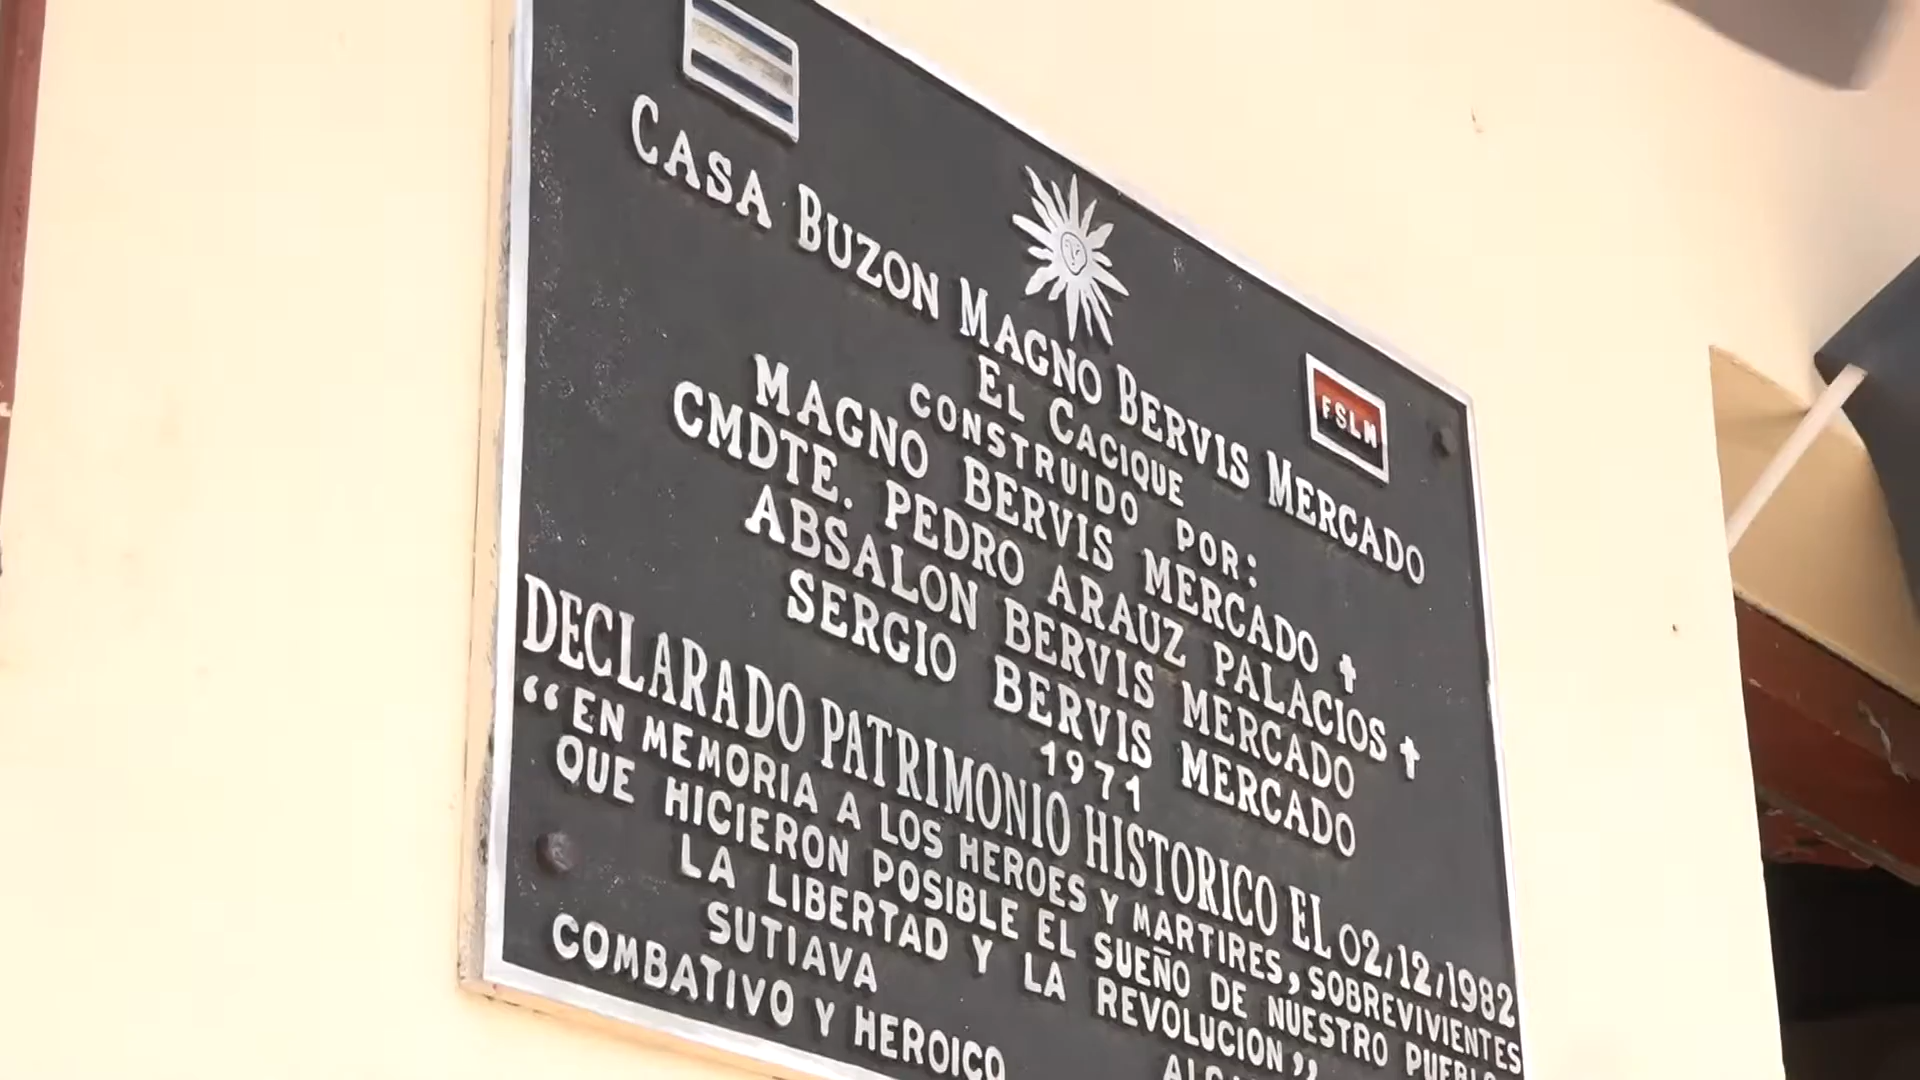 CASA BUZON MAGNO BERVIS MERCADO
FSLN
EL CACIQUE
CONSTRUIDO POR:
MAGNO BERVIS MERCADO ✝
CMDTE. PEDRO ARAUZ PALACIOS ✝
ABSALON BERVIS MERCADO
SERGIO BERVIS MERCADO
1971
DECLARADO PATRIMONIO HISTORICO EL 02/12/1982
“EN MEMORIA A LOS HEROES Y MARTIRES, SOBREVIVIENTES
QUE HICIERON POSIBLE EL SUEÑO DE NUESTRO
LA LIBERTAD Y LA REVOLUCION”
SUTIAVA
COMBATIVO Y HEROICO